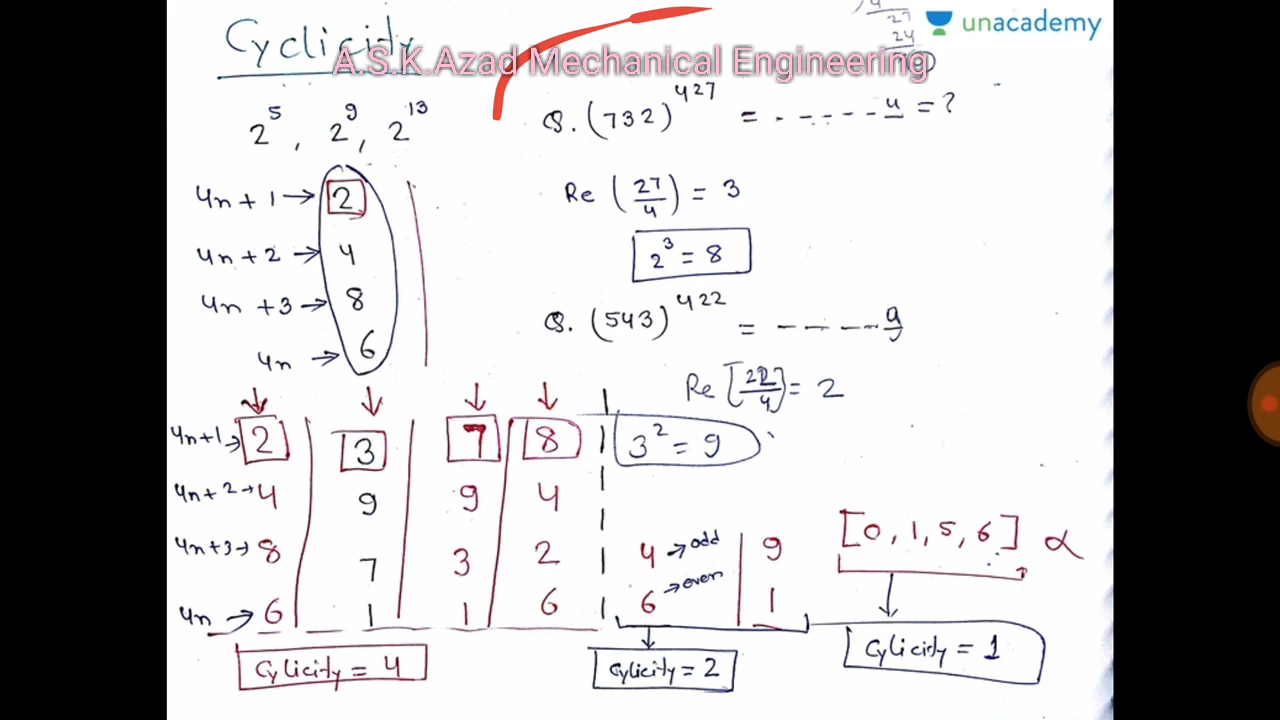 Cyclicity
unacademy
A.S.K.Azad Mechanical Engineering
27
24
2^5, 2^9, 2^13
Q. (732)^427 = ------4 = ?
4n + 1 → 2
4n + 2 → 4
4n + 3 → 8
4n → 6
Re (27/4) = 3
2^3 = 8
Q. (543)^422 = -----9
Re [22/4] = 2
3^2 = 9
4n+1 → 2 | 3 | 7 | 8
4n+2 → 4 | 9 | 9 | 4
4n+3 → 8 | 7 | 3 | 2
4n → 6 | 1 | 1 | 6
Cylicity = 4
4 → odd | 9
6 → even | 1
Cylicity = 2
[0, 1, 5, 6] α
Cylicity = 1